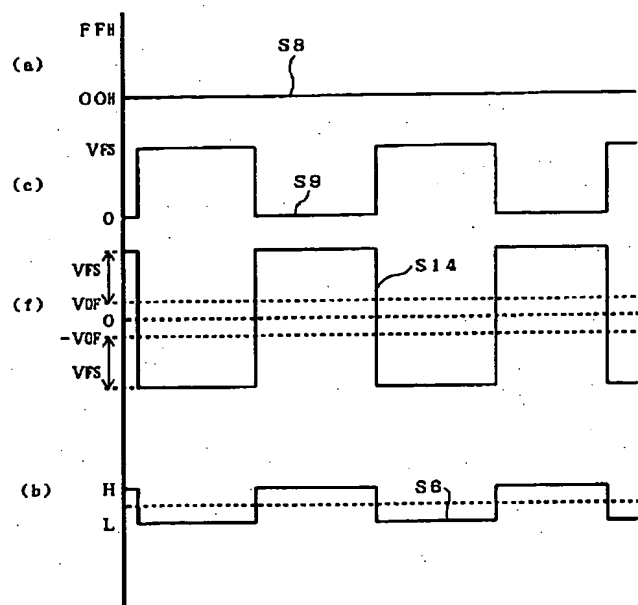 FFH
S8
(a)
00H
VFS
(c)
S9
0
VFS
S14
VOF
(f)
0
-VOF
VFS
(b)
H
S6
L